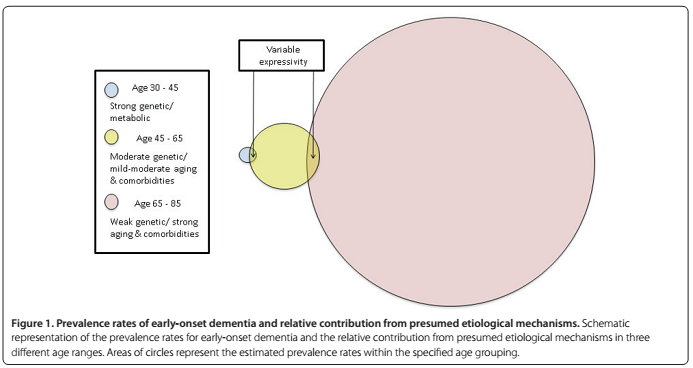 Variable
expressivity
Age 30 - 45
Strong genetic/
metabolic
Age 45 - 65
Moderate genetic/
mild-moderate aging
& comorbidities
Age 65 - 85
Weak genetic/ strong
aging & comorbidities
Figure 1. Prevalence rates of early-onset dementia and relative contribution from presumed etiological mechanisms. Schematic
representation of the prevalence rates for early-onset dementia and the relative contribution from presumed etiological mechanisms in three
different age ranges. Areas of circles represent the estimated prevalence rates within the specified age grouping.